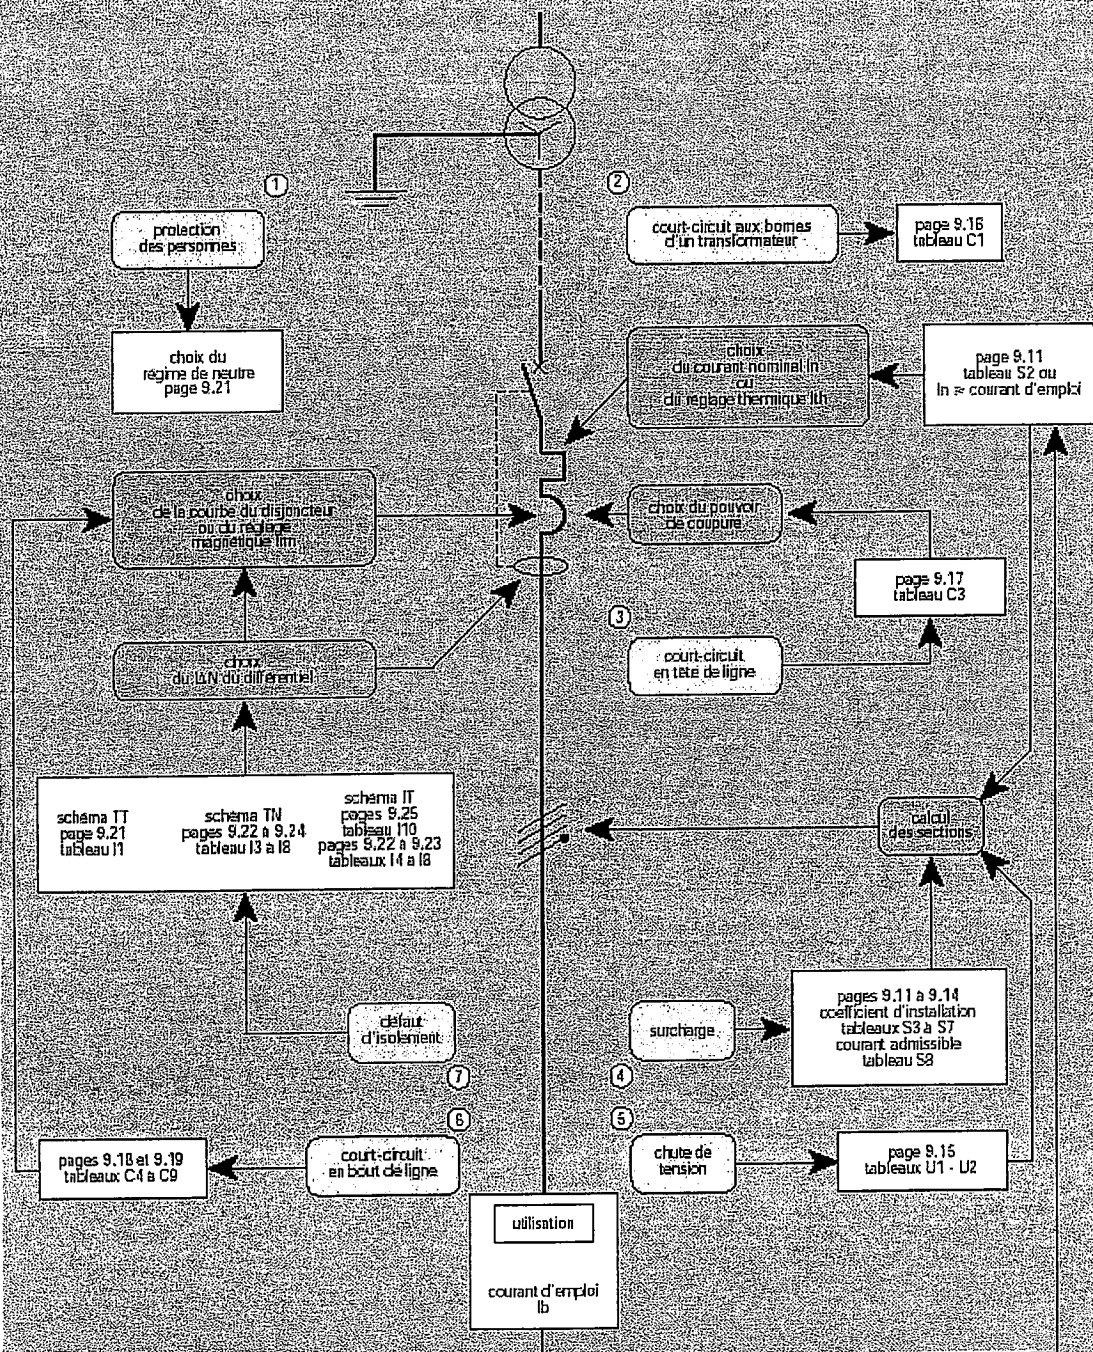 1
protection
des personnes
choix du
régime de neutre
page 9.21
2
court-circuit aux bornes
d'un transformateur
page 9.16
tableau C1
choix
du courant nominal In
ou
du réglage thermique Ith
page 9.11
tableau S2 ou
In ≈ courant d'emploi
choix
de la courbe du disjoncteur
ou du réglage
magnétique Im
choix du pouvoir
de coupure
page 9.17
tableau C3
3
court-circuit
en tête de ligne
choix
du IΔN du différentiel
schéma TT
page 9.21
tableau I1
schéma TN
pages 9.22 à 9.24
tableau I3 à I8
schéma IT
pages 9.25
tableau I10
pages 9.22 à 9.23
tableaux I4 à I8
calcul
des sections
défaut
d'isolement
7
surcharge
4
pages 9.11 à 9.14
coéfficient d'installation
tableaux S3 à S7
courant admissible
tableau S8
6
court-circuit
en bout de ligne
pages 9.18 et 9.19
tableaux C4 à C9
5
chute de
tension
page 9.15
tableaux U1 - U2
utilisation
courant d'emploi
Ib